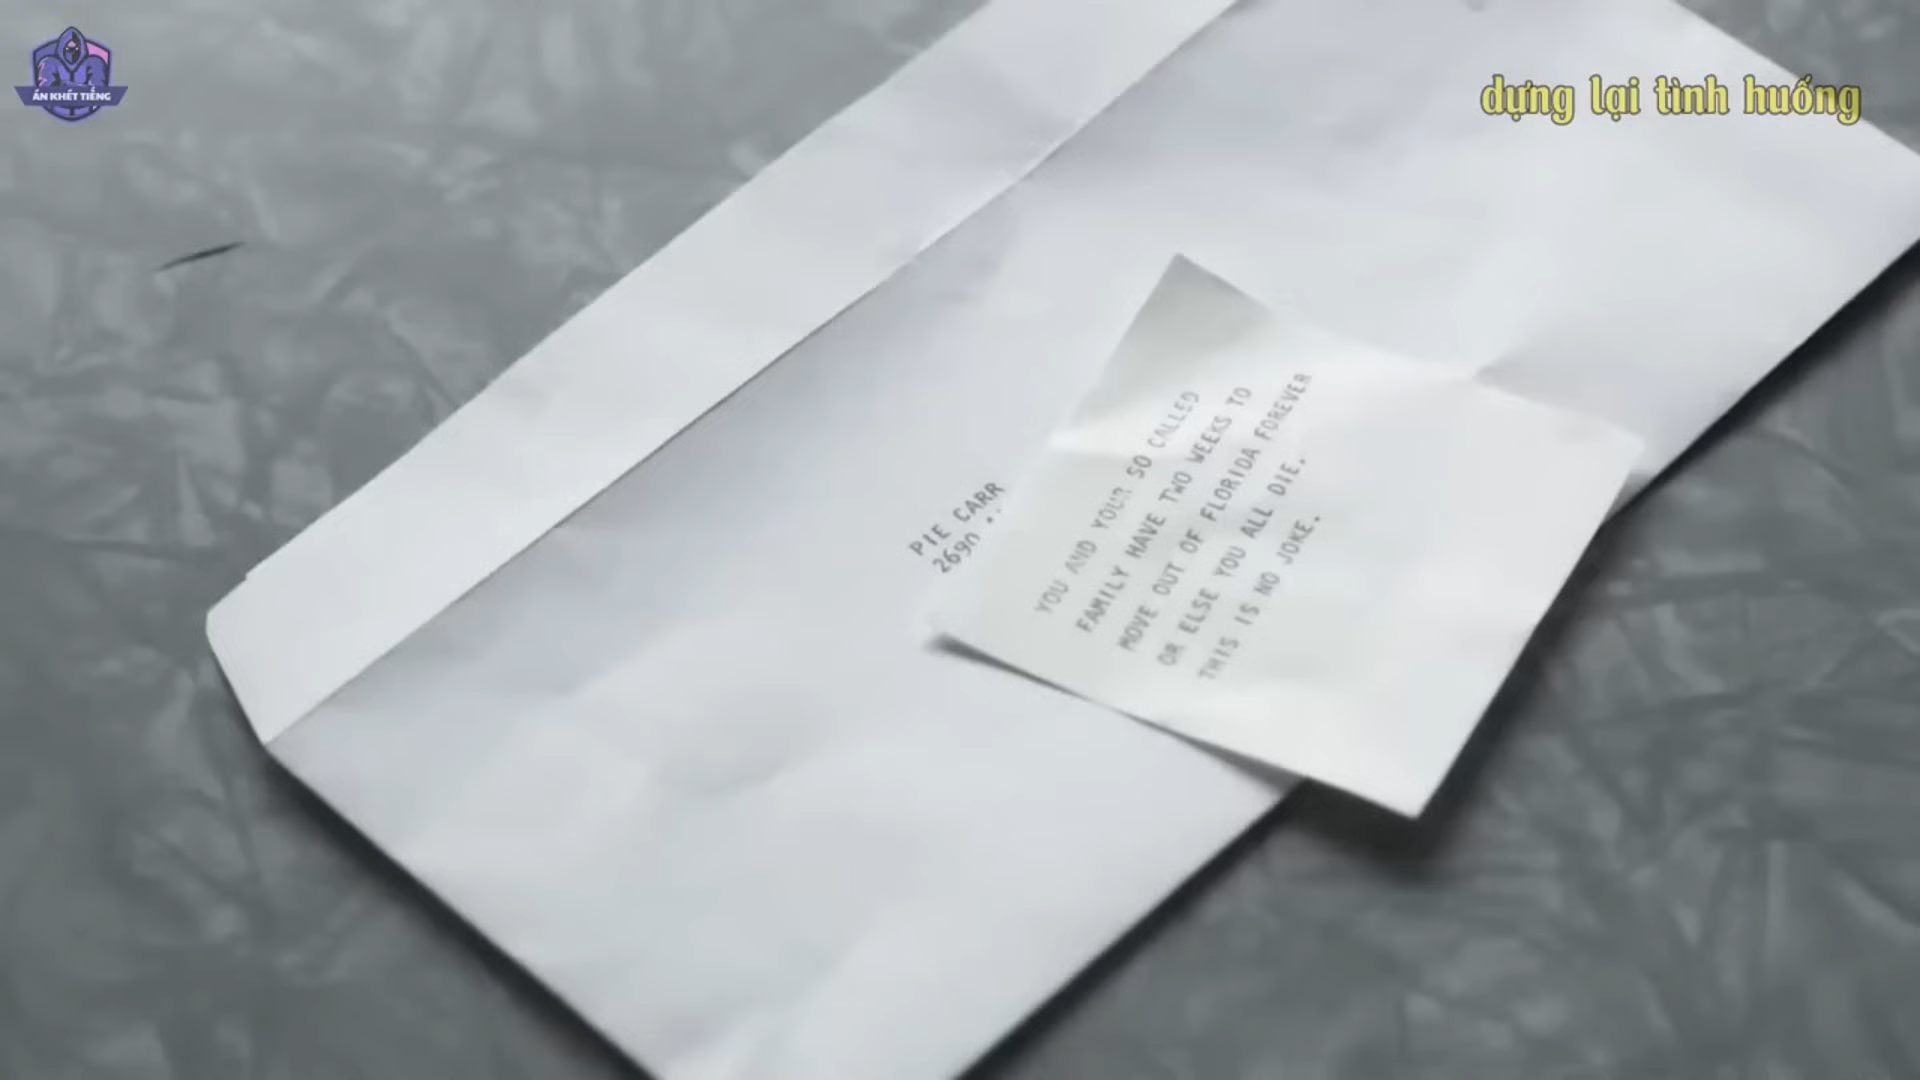 ÁN KHÉT TIẾNG
dựng lại tình huống
PIE CARR
YOU AND YOUR SO CALLED
FAMILY HAVE TWO WEEKS TO
MOVE OUT OF FLORIDA FOREVER
OR ELSE YOU ALL DIE.
THIS IS NO JOKE.